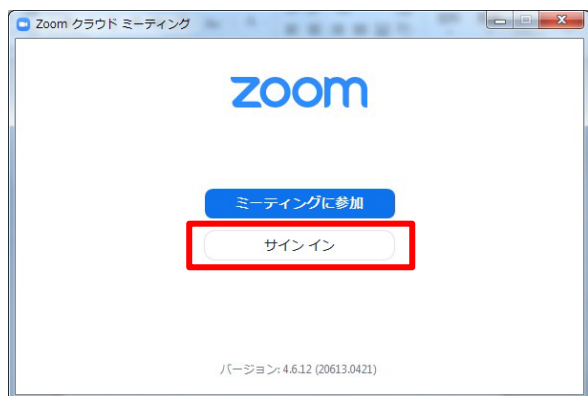 Zoom クラウド ミーティング
zoom
ミーティングに参加
サイン イン
バージョン: 4.6.12 (20613.0421)